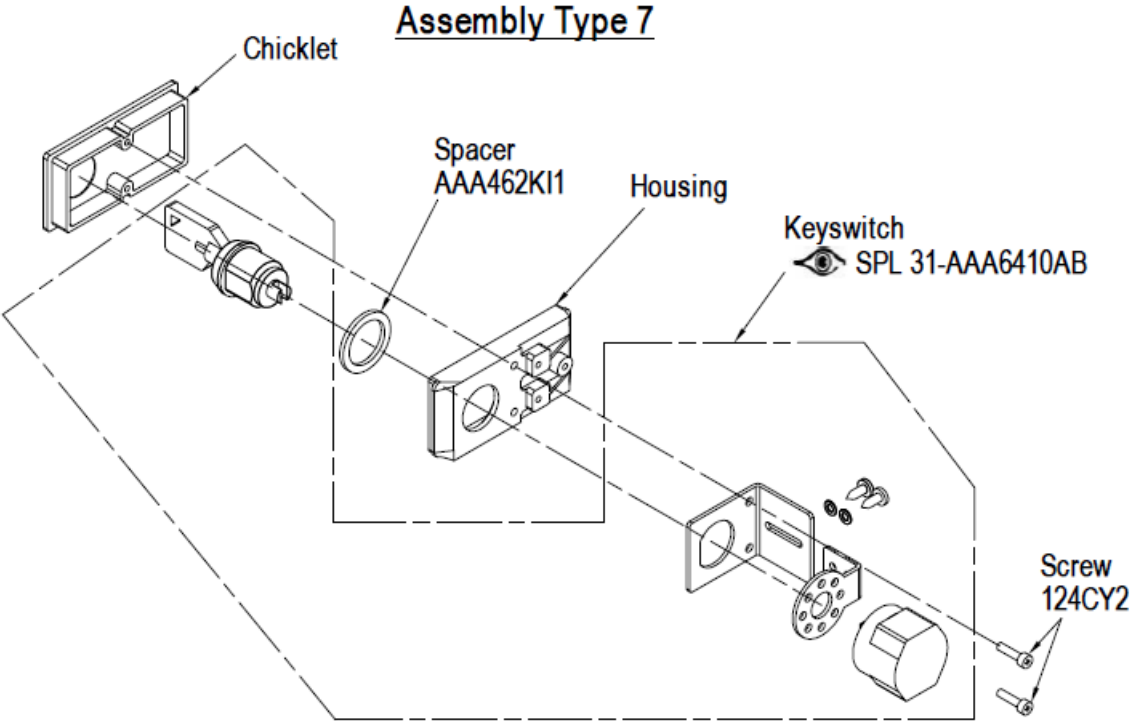 Assembly Type 7
Chicklet
Spacer
AAA462KI1
Housing
Keyswitch
SPL 31-AAA6410AB
Screw
124CY2